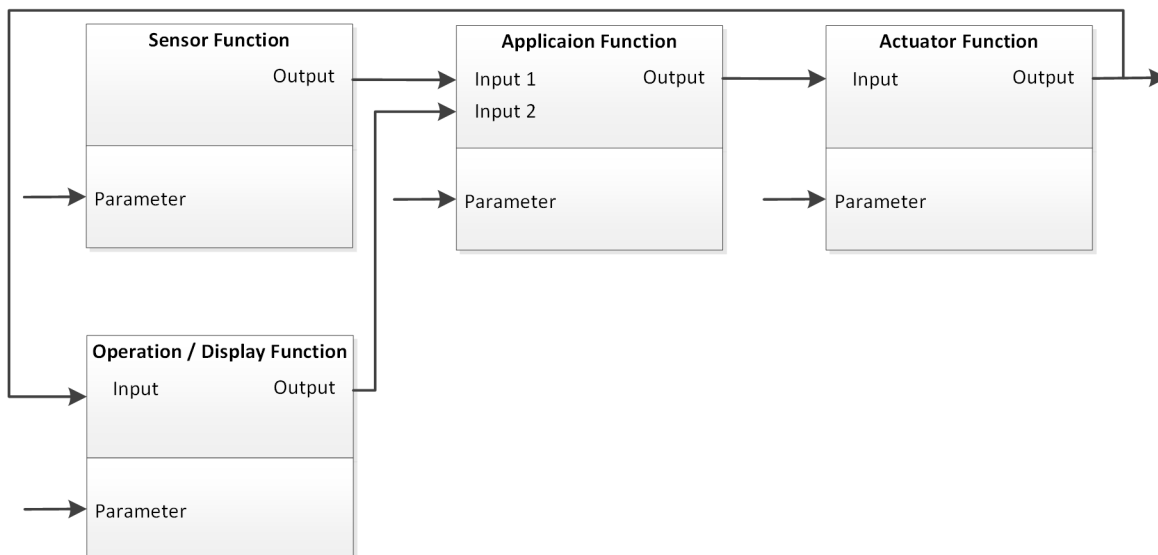 Sensor Function
Output
Parameter
Applicaion Function
Input 1
Output
Input 2
Parameter
Actuator Function
Input
Output
Parameter
Operation / Display Function
Input
Output
Parameter